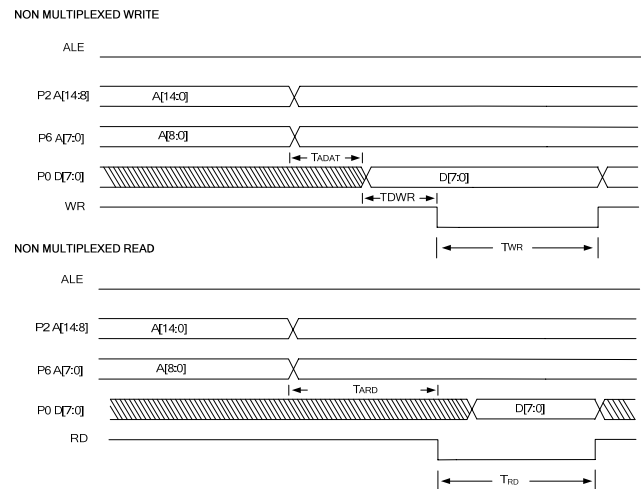 NON MULTIPLEXED WRITE
ALE
P2 A[14:8] A[14:0]
P6 A[7:0] A[8:0]
TADAT
P0 D[7:0] D[7:0]
TDWR
WR
TWR
NON MULTIPLEXED READ
ALE
P2 A[14:8] A[14:0]
P6 A[7:0] A[8:0]
TARD
P0 D[7:0] D[7:0]
RD
TRD